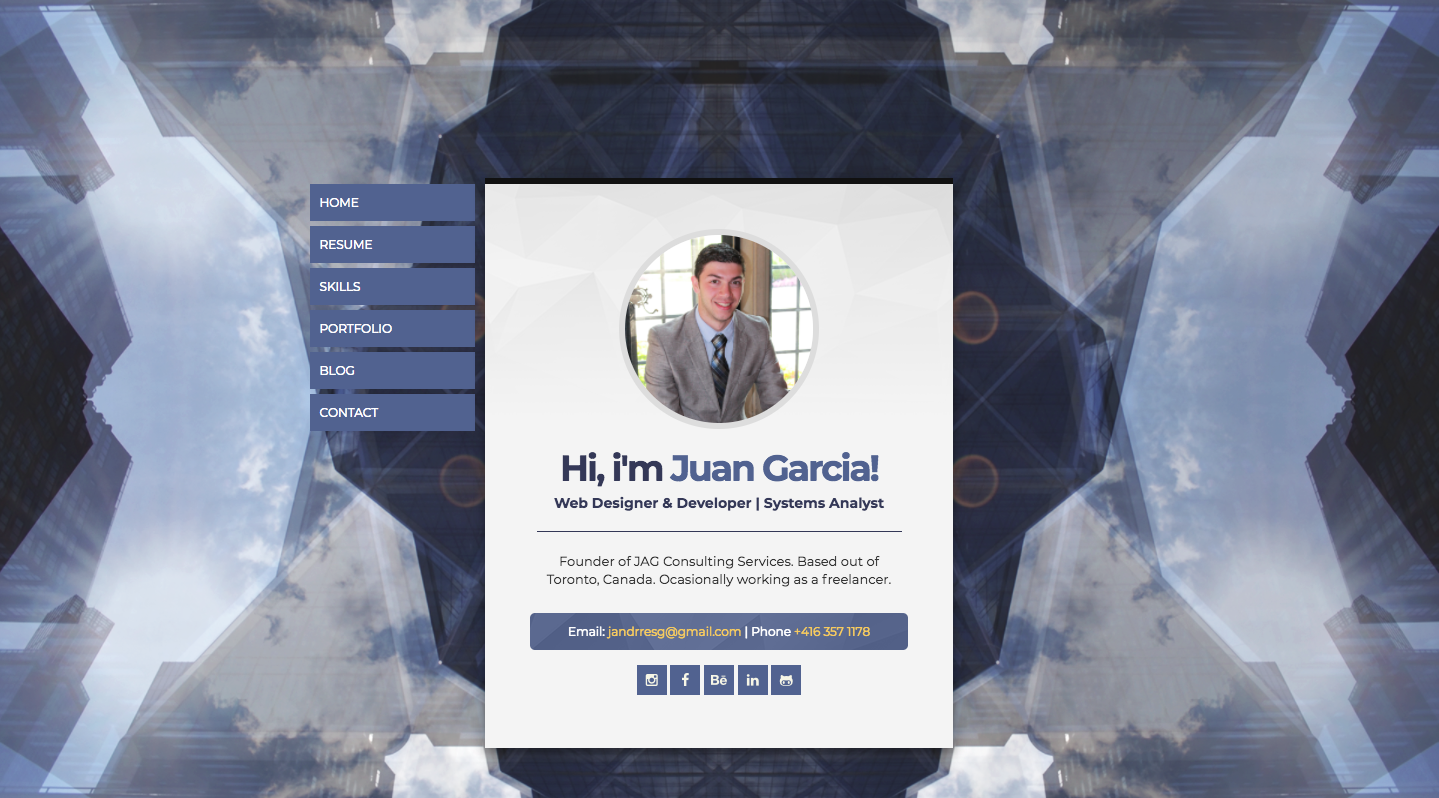 HOME
RESUME
SKILLS
PORTFOLIO
BLOG
CONTACT
Hi, i'm Juan Garcia!
Web Designer & Developer | Systems Analyst
Founder of JAG Consulting Services. Based out of
Toronto, Canada. Ocasionally working as a freelancer.
Email: jandrresg@gmail.com | Phone +416 357 1178
Bē in